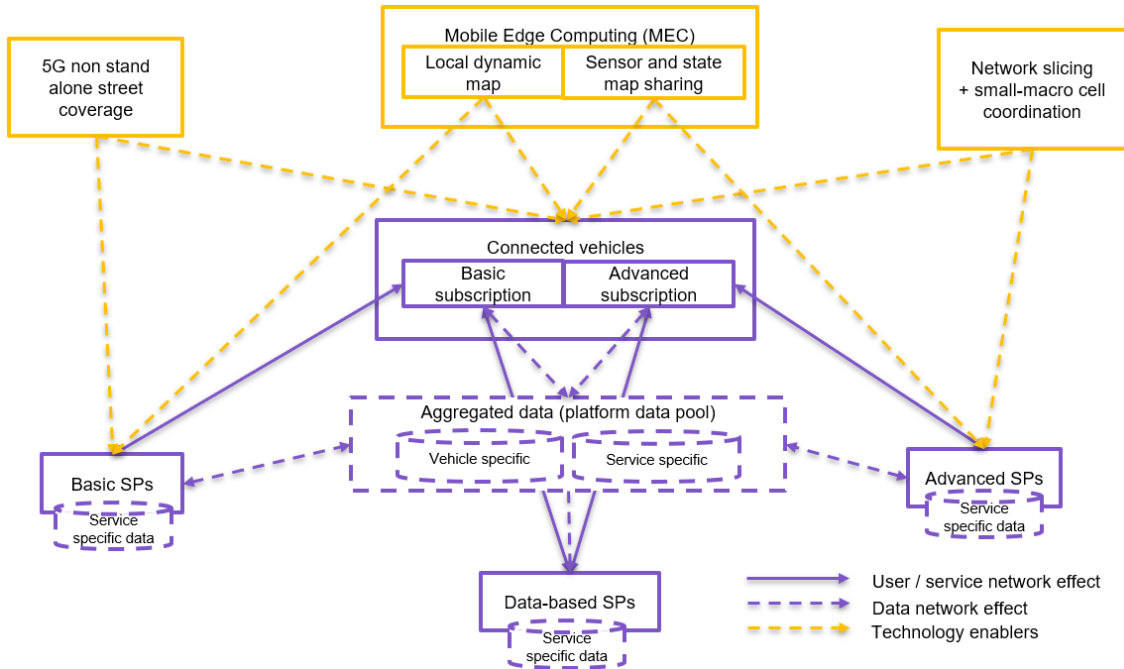 Mobile Edge Computing (MEC)
5G non stand
alone street
coverage
Local dynamic
map
Sensor and state
map sharing
Network slicing
+ small-macro cell
coordination
Connected vehicles
Basic
subscription
Advanced
subscription
Aggregated data (platform data pool)
Vehicle specific
Service specific
Basic SPs
Service
specific data
Advanced SPs
Service
specific data
Data-based SPs
Service
specific data
User / service network effect
Data network effect
Technology enablers